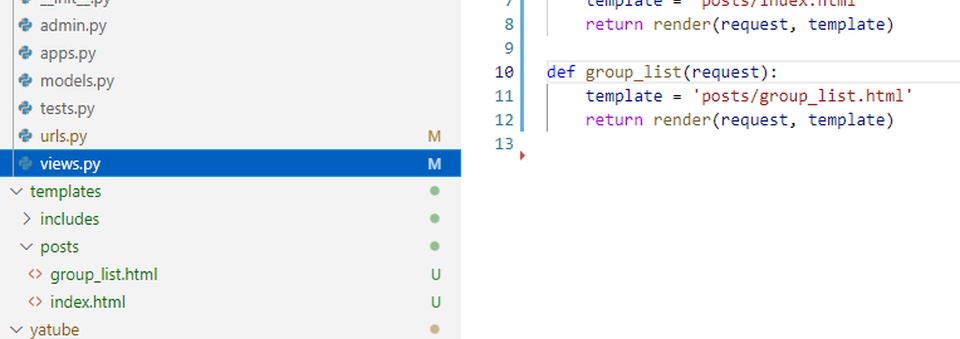 __init__.py
admin.py
apps.py
models.py
tests.py
urls.py M
views.py M
templates
includes
posts
group_list.html U
index.html U
yatube
7 template = 'posts/index.html'
8 return render(request, template)
9
10 def group_list(request):
11 template = 'posts/group_list.html'
12 return render(request, template)
13